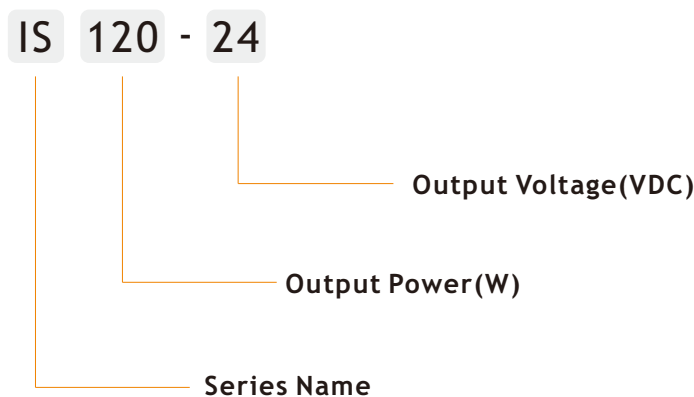 IS 120 - 24
Output Voltage(VDC)
Output Power(W)
Series Name